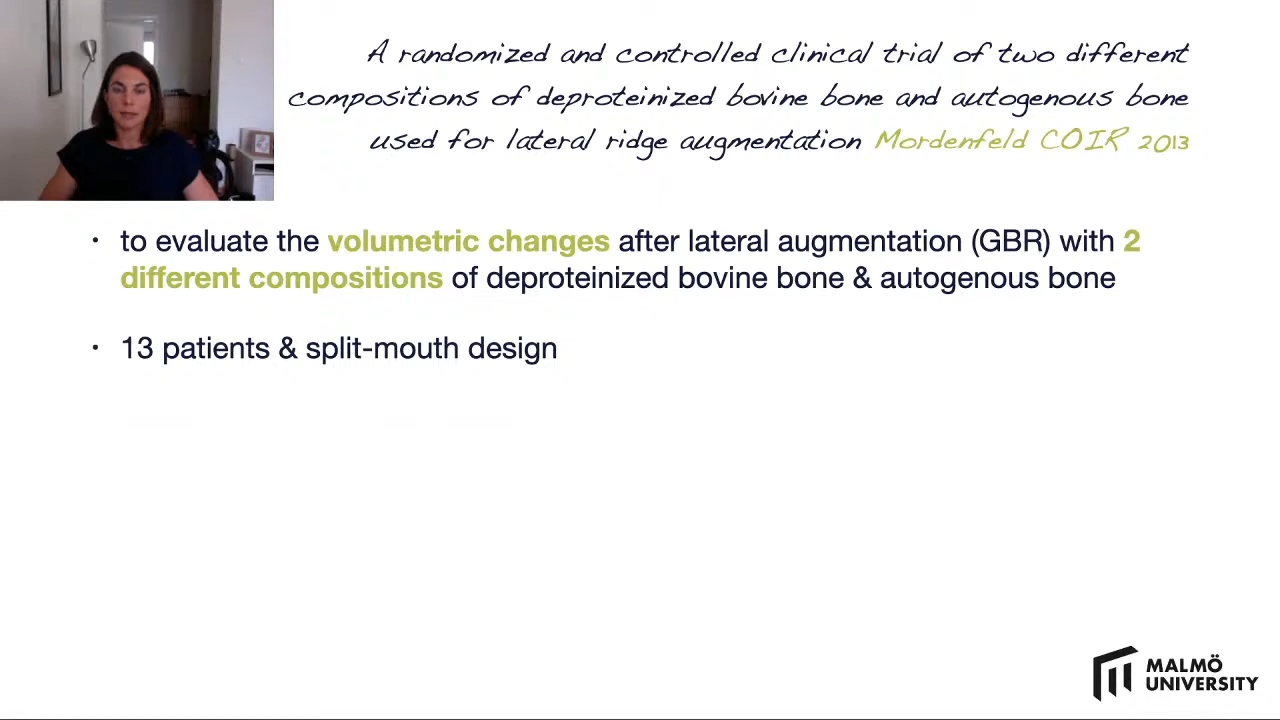 A randomized and controlled clinical trial of two different
compositions of deproteinized bovine bone and autogenous bone
used for lateral ridge augmentation Mordenfeld COIR 2013
• to evaluate the volumetric changes after lateral augmentation (GBR) with 2
different compositions of deproteinized bovine bone & autogenous bone
• 13 patients & split-mouth design
MALMÖ
UNIVERSITY